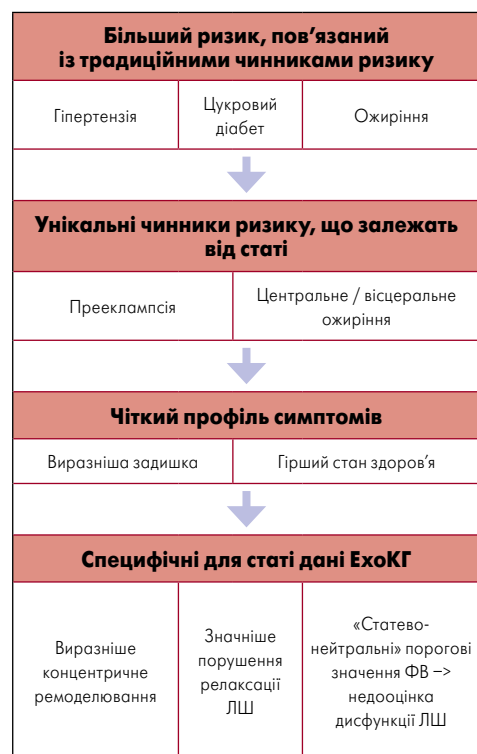 Більший ризик, пов’язаний
із традиційними чинниками ризику
Гіпертензія
Цукровий
діабет
Ожиріння
Унікальні чинники ризику, що залежать
від статі
Прееклампсія
Центральне / вісцеральне
ожиріння
Чіткий профіль симптомів
Виразніша задишка
Гірший стан здоров’я
Специфічні для статі дані ЕхоКГ
Виразніше
концентричне
ремоделювання
Значніше
порушення
релаксації
ЛШ
«Статево-
нейтральні» порогові
значення ФВ –>
недооцінка
дисфункції ЛШ